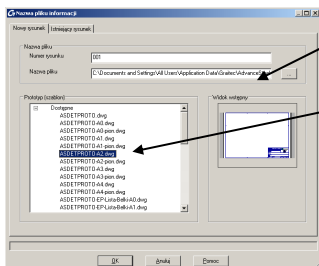 Nazwa pliku informacji
Nowy rysunek Istniejący rysunek
Nazwa pliku
Numer rysunku 001
Nazwa pliku C:\Documents and Settings\All Users\Application Data\Graitec\Advance
...
Prototyp (szablon) Widok wstępny
Dostępne
ASDETPROTO.dwg
ASDETPROTO-A0.dwg
ASDETPROTO-A0-pion.dwg
ASDETPROTO-A1.dwg
ASDETPROTO-A1-pion.dwg
ASDETPROTO-A2.dwg
ASDETPROTO-A2-pion.dwg
ASDETPROTO-A3.dwg
ASDETPROTO-A3-pion.dwg
ASDETPROTO-A4.dwg
ASDETPROTO-A4-pion.dwg
ASDETPROTO-EP-Lista-Belki-A0.dwg
ASDETPROTO-EP-Lista-Belki-A1.dwg
OK Anuluj Pomoc